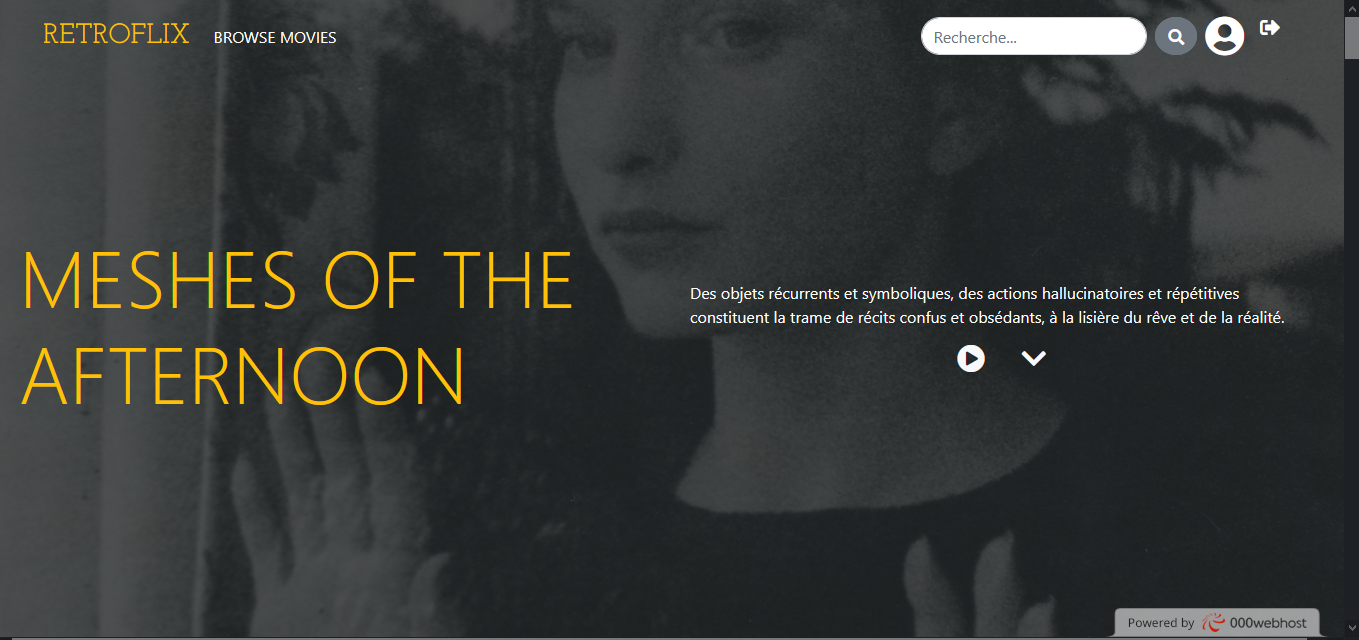 RETROFLIX
BROWSE MOVIES
Recherche...
MESHES OF THE
AFTERNOON
Des objets récurrents et symboliques, des actions hallucinatoires et répétitives
constituent la trame de récits confus et obsédants, à la lisière du rêve et de la réalité.
Powered by 000webhost